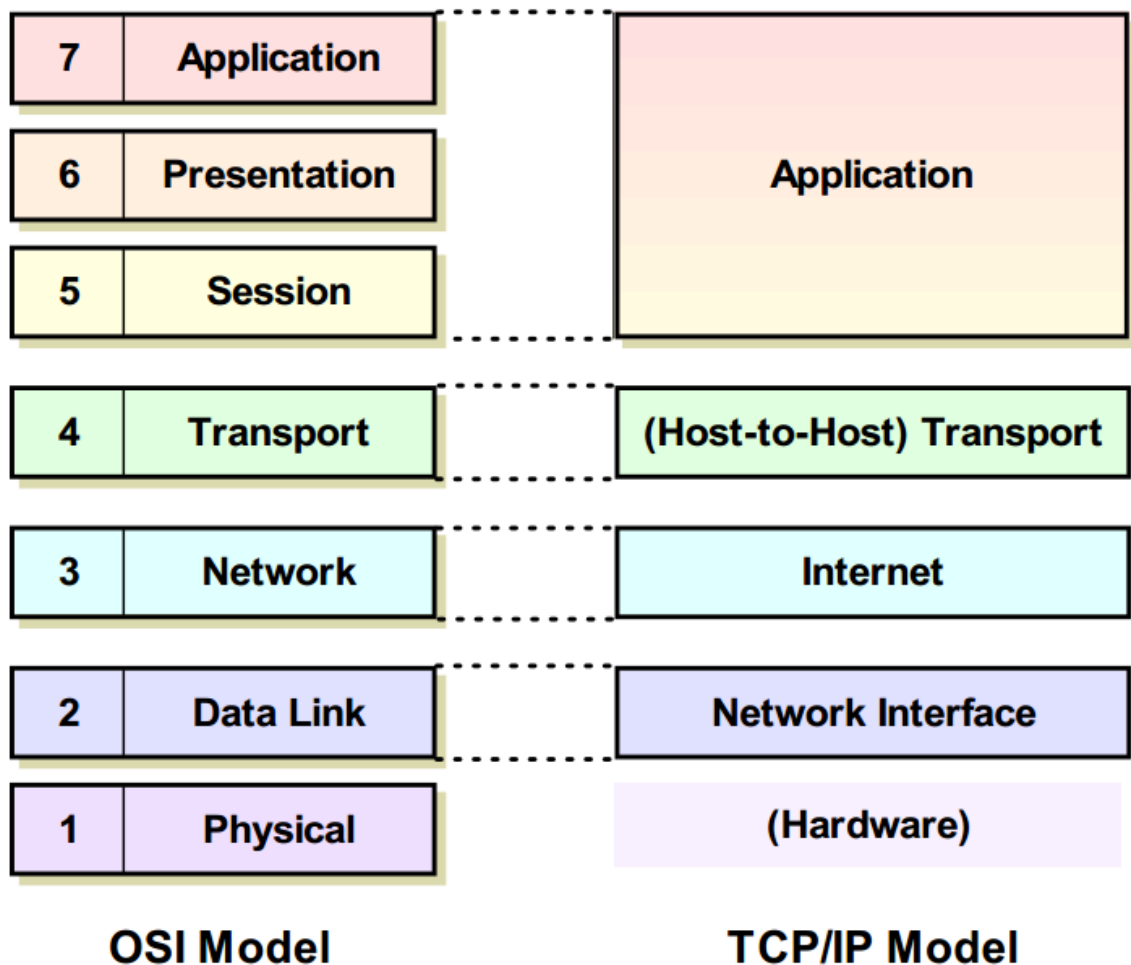 7 Application
Application
6 Presentation
5 Session
4 Transport
(Host-to-Host) Transport
3 Network
Internet
2 Data Link
Network Interface
1 Physical
(Hardware)
OSI Model
TCP/IP Model